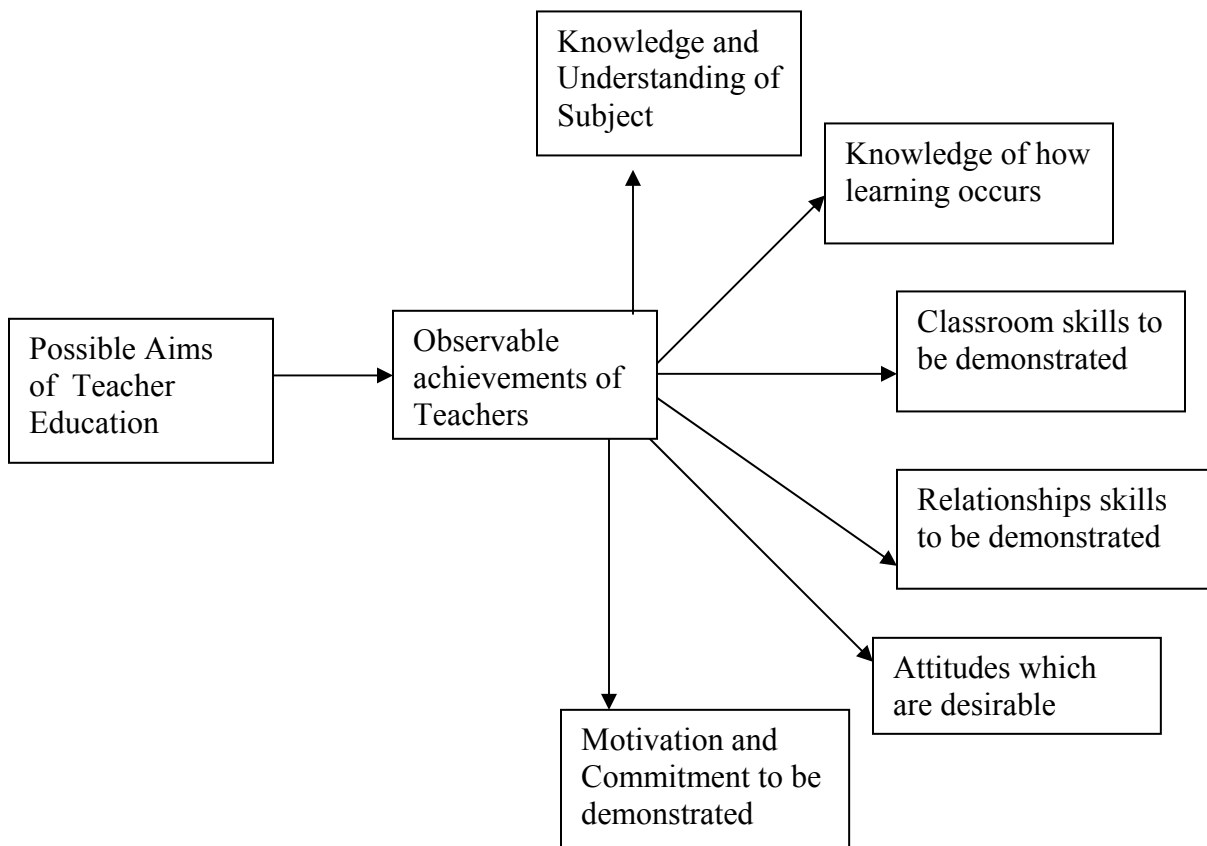 Knowledge and
Understanding of
Subject
Knowledge of how
learning occurs
Classroom skills to
be demonstrated
Observable
achievements of
Teachers
Possible Aims
of Teacher
Education
Relationships skills
to be demonstrated
Attitudes which
are desirable
Motivation and
Commitment to be
demonstrated